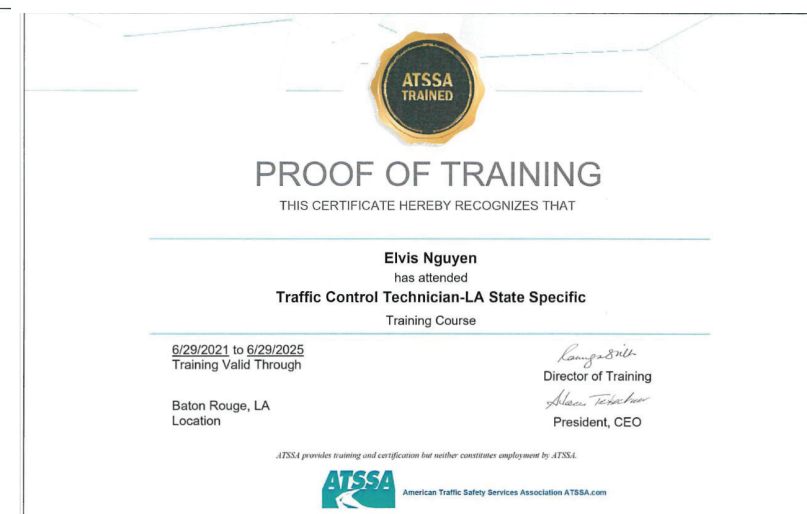 ATSSA
TRAINED
PROOF OF TRAINING
THIS CERTIFICATE HEREBY RECOGNIZES THAT
Elvis Nguyen
has attended
Traffic Control Technician-LA State Specific
Training Course
6/29/2021 to 6/29/2025
Training Valid Through
Director of Training
Baton Rouge, LA
Location
President, CEO
ATSSA provides training and certification but neither constitutes employment by ATSSA.
ATSSA
American Traffic Safety Services Association ATSSA.com